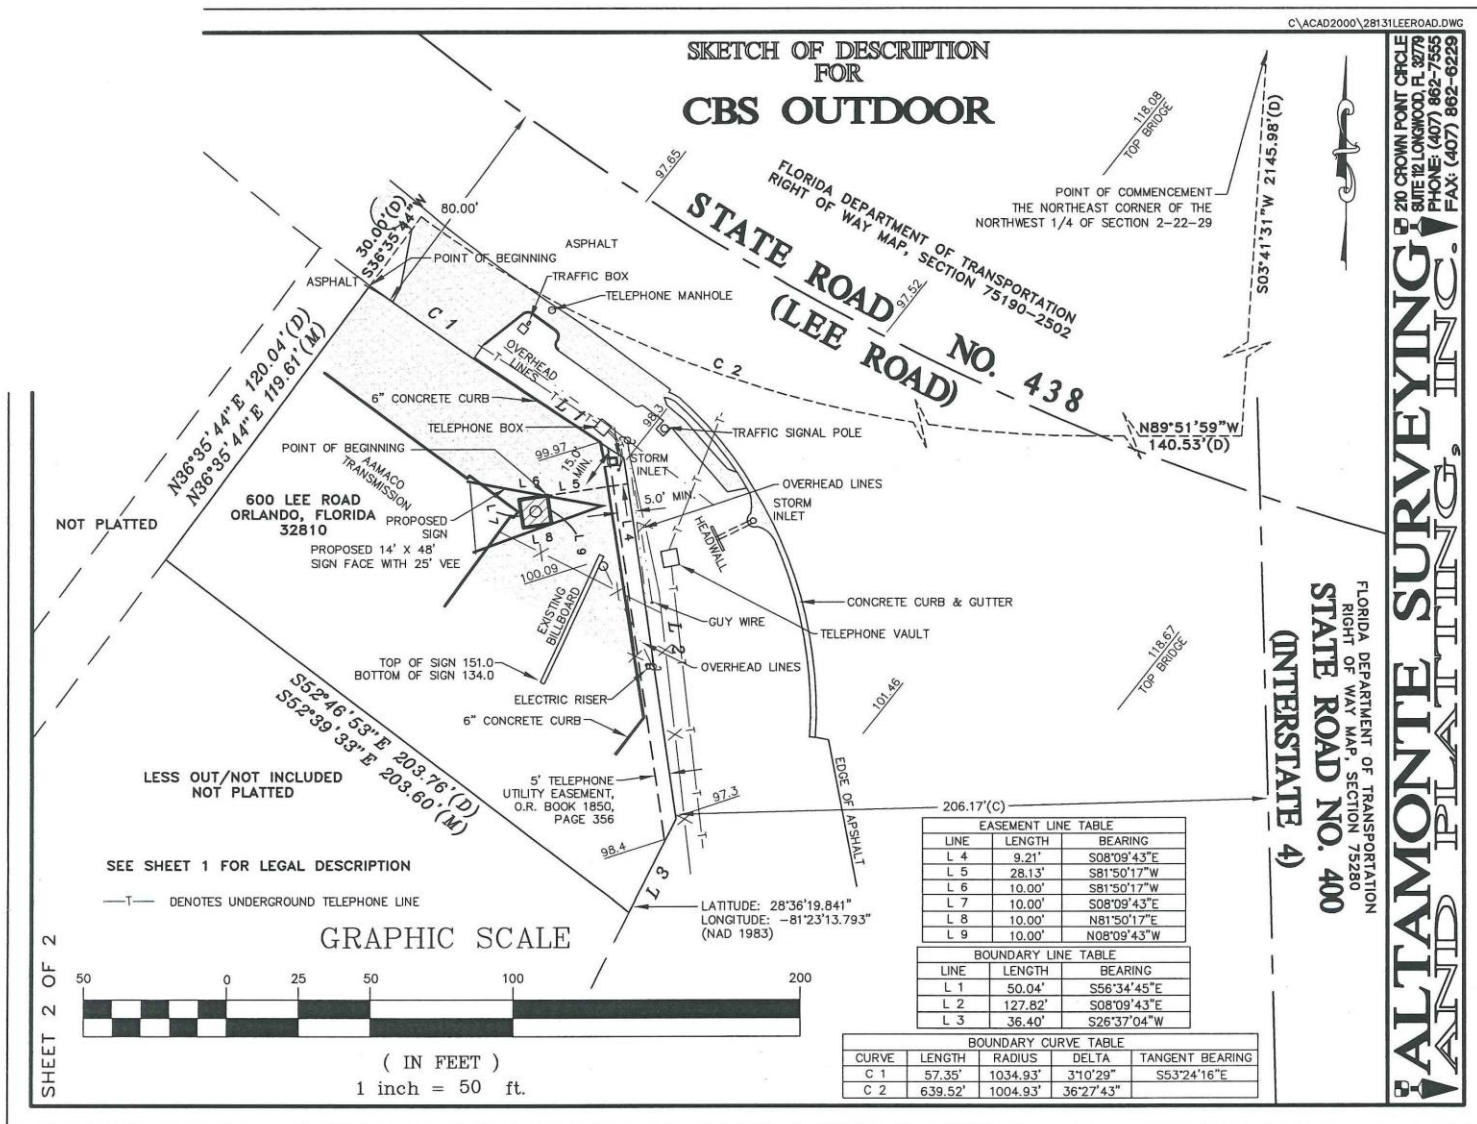 C\ACAD2000\28131LEEROAD.DWG
SKETCH OF DESCRIPTION
FOR
CBS OUTDOOR
118.08
TOP BRIDGE
POINT OF COMMENCEMENT
THE NORTHEAST CORNER OF THE
NORTHWEST 1/4 OF SECTION 2-22-29
S03°41'31"W 2145.98'(D)
97.65
FLORIDA DEPARTMENT OF TRANSPORTATION
RIGHT OF WAY MAP, SECTION 75190-2502
STATE ROAD NO. 438
(LEE ROAD)
97.52
80.00'
30.00'(D)
S36°35'44"W
POINT OF BEGINNING
ASPHALT
ASPHALT
TRAFFIC BOX
TELEPHONE MANHOLE
C 1
C 2
OVERHEAD
LINES
6" CONCRETE CURB
L 1
TELEPHONE BOX
98.3
TRAFFIC SIGNAL POLE
N89°51'59"W
140.53'(D)
N36°35'44"E 120.04'(D)
N36°35'44"E 119.61'(M)
POINT OF BEGINNING
99.97
15.0'
MIN.
STORM
INLET
AAMACO
TRANSMISSION
L 6
L 5
5.0' MIN.
OVERHEAD LINES
STORM
INLET
NOT PLATTED
600 LEE ROAD
ORLANDO, FLORIDA
32810
PROPOSED
SIGN
L 7
L 8
L 9
L 4
HEADWALL
PROPOSED 14' X 48'
SIGN FACE WITH 25' VEE
100.09
EXISTING
BILLBOARD
CONCRETE CURB & GUTTER
GUY WIRE
TELEPHONE VAULT
L 2
118.67
TOP BRIDGE
TOP OF SIGN 151.0
BOTTOM OF SIGN 134.0
OVERHEAD LINES
ELECTRIC RISER
6" CONCRETE CURB
101.46
S52°46'53"E 203.76'(D)
S52°39'33"E 203.60'(M)
LESS OUT/NOT INCLUDED
NOT PLATTED
5' TELEPHONE
UTILITY EASEMENT,
O.R. BOOK 1850,
PAGE 356
97.3
EDGE OF APSHALT
206.17'(C)
98.4
L 3
SEE SHEET 1 FOR LEGAL DESCRIPTION
—T— DENOTES UNDERGROUND TELEPHONE LINE
LATITUDE: 28°36'19.841"
LONGITUDE: -81°23'13.793"
(NAD 1983)
EASEMENT LINE TABLE
LINE LENGTH BEARING
L 4 9.21' S08°09'43"E
L 5 28.13' S81°50'17"W
L 6 10.00' S81°50'17"W
L 7 10.00' S08°09'43"E
L 8 10.00' N81°50'17"E
L 9 10.00' N08°09'43"W
BOUNDARY LINE TABLE
LINE LENGTH BEARING
L 1 50.04' S56°34'45"E
L 2 127.82' S08°09'43"E
L 3 36.40' S26°37'04"W
BOUNDARY CURVE TABLE
CURVE LENGTH RADIUS DELTA TANGENT BEARING
C 1 57.35' 1034.93' 3°10'29" S53°24'16"E
C 2 639.52' 1004.93' 36°27'43"
GRAPHIC SCALE
50 0 25 50 100 200
( IN FEET )
1 inch = 50 ft.
SHEET 2 OF 2
FLORIDA DEPARTMENT OF TRANSPORTATION
RIGHT OF WAY MAP, SECTION 75280
STATE ROAD NO. 400
(INTERSTATE 4)
ALTAMONTE SURVEYING
AND PLATTING, INC.
210 CROWN POINT CIRCLE
SUITE 112 LONGWOOD, FL 32779
PHONE: (407) 862-7555
FAX: (407) 862-6229